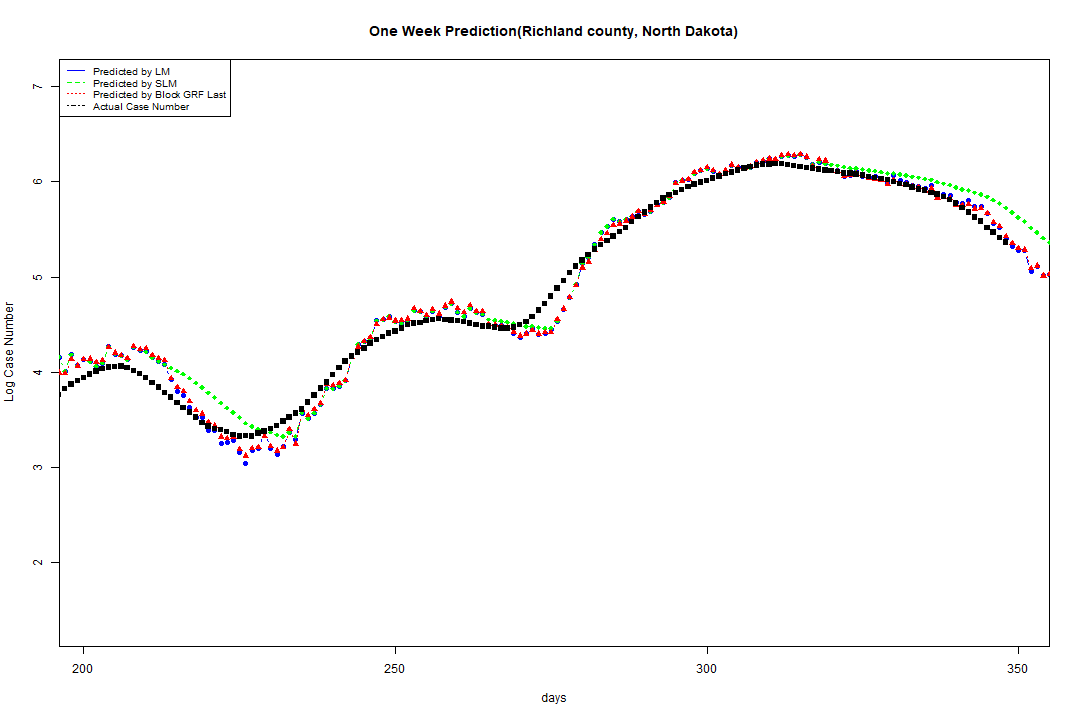 One Week Prediction(Richland county, North Dakota)
Predicted by LM
Predicted by SLM
Predicted by Block GRF Last
Actual Case Number
7
6
5
4
3
2
Log Case Number
200
250
300
350
days